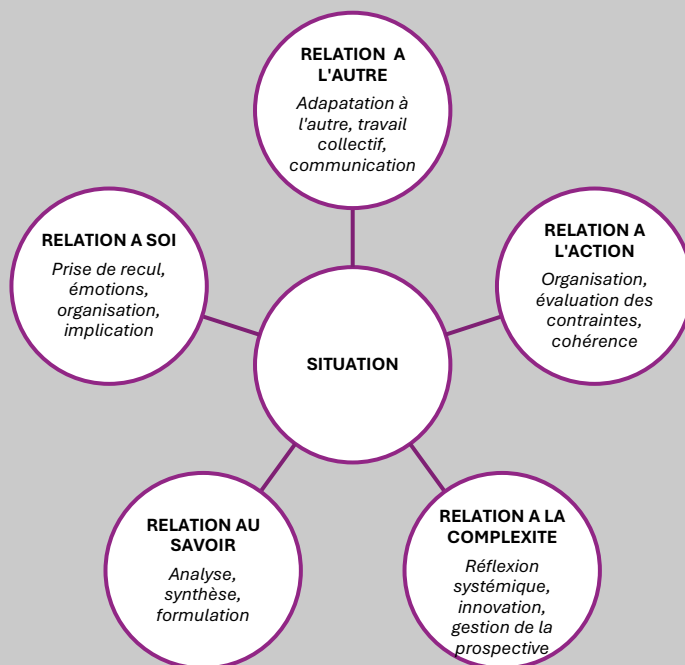 RELATION A
L'AUTRE
Adapatation à
l'autre, travail
collectif,
communication
RELATION A SOI
Prise de recul,
émotions,
organisation,
implication
RELATION A
L'ACTION
Organisation,
évaluation des
contraintes,
cohérence
SITUATION
RELATION AU
SAVOIR
Analyse,
synthèse,
formulation
RELATION A LA
COMPLEXITE
Réflexion
systémique,
innovation,
gestion de la
prospective